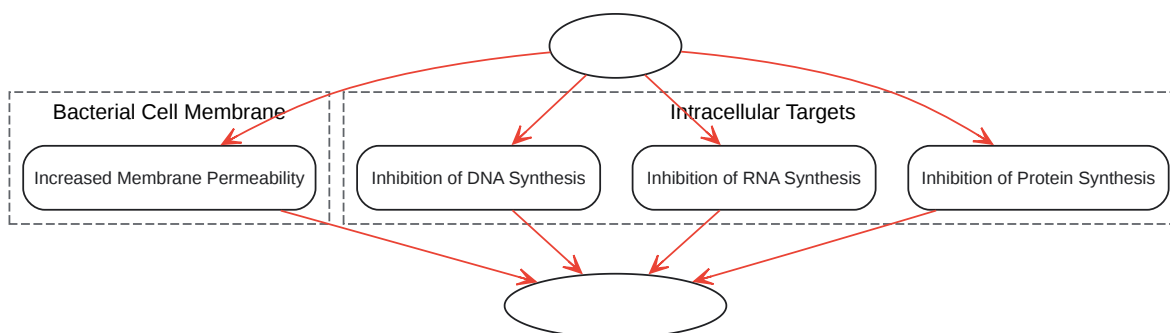 Bacterial Cell Membrane
Intracellular Targets
Increased Membrane Permeability
Inhibition of DNA Synthesis
Inhibition of RNA Synthesis
Inhibition of Protein Synthesis